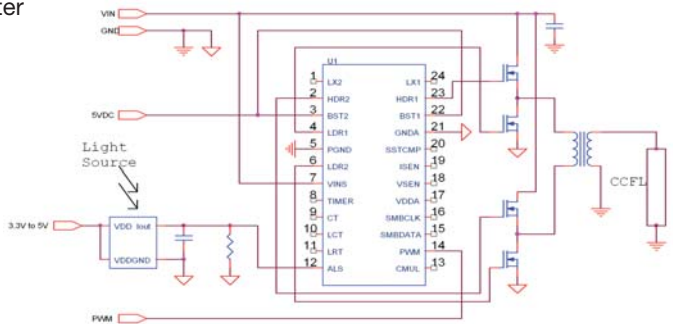 ter
VIN
GND
U1
1 LX2 LX1 24
2 HDR2 HDR1 23
3 BST2 BST1 22
4 LDR1 GNDA 21
5 PGND SSTCMP 20
6 LDR2 ISEN 19
7 VINS VSEN 18
8 TIMER VDDA 17
9 CT SMBCLK 16
10 LCT SMBDATA 15
11 LRT PWM 14
12 ALS CMUL 13
5VDC
Light
Source
3.3V to 5V
VDD Iout
VDDGND
PWM
CCFL